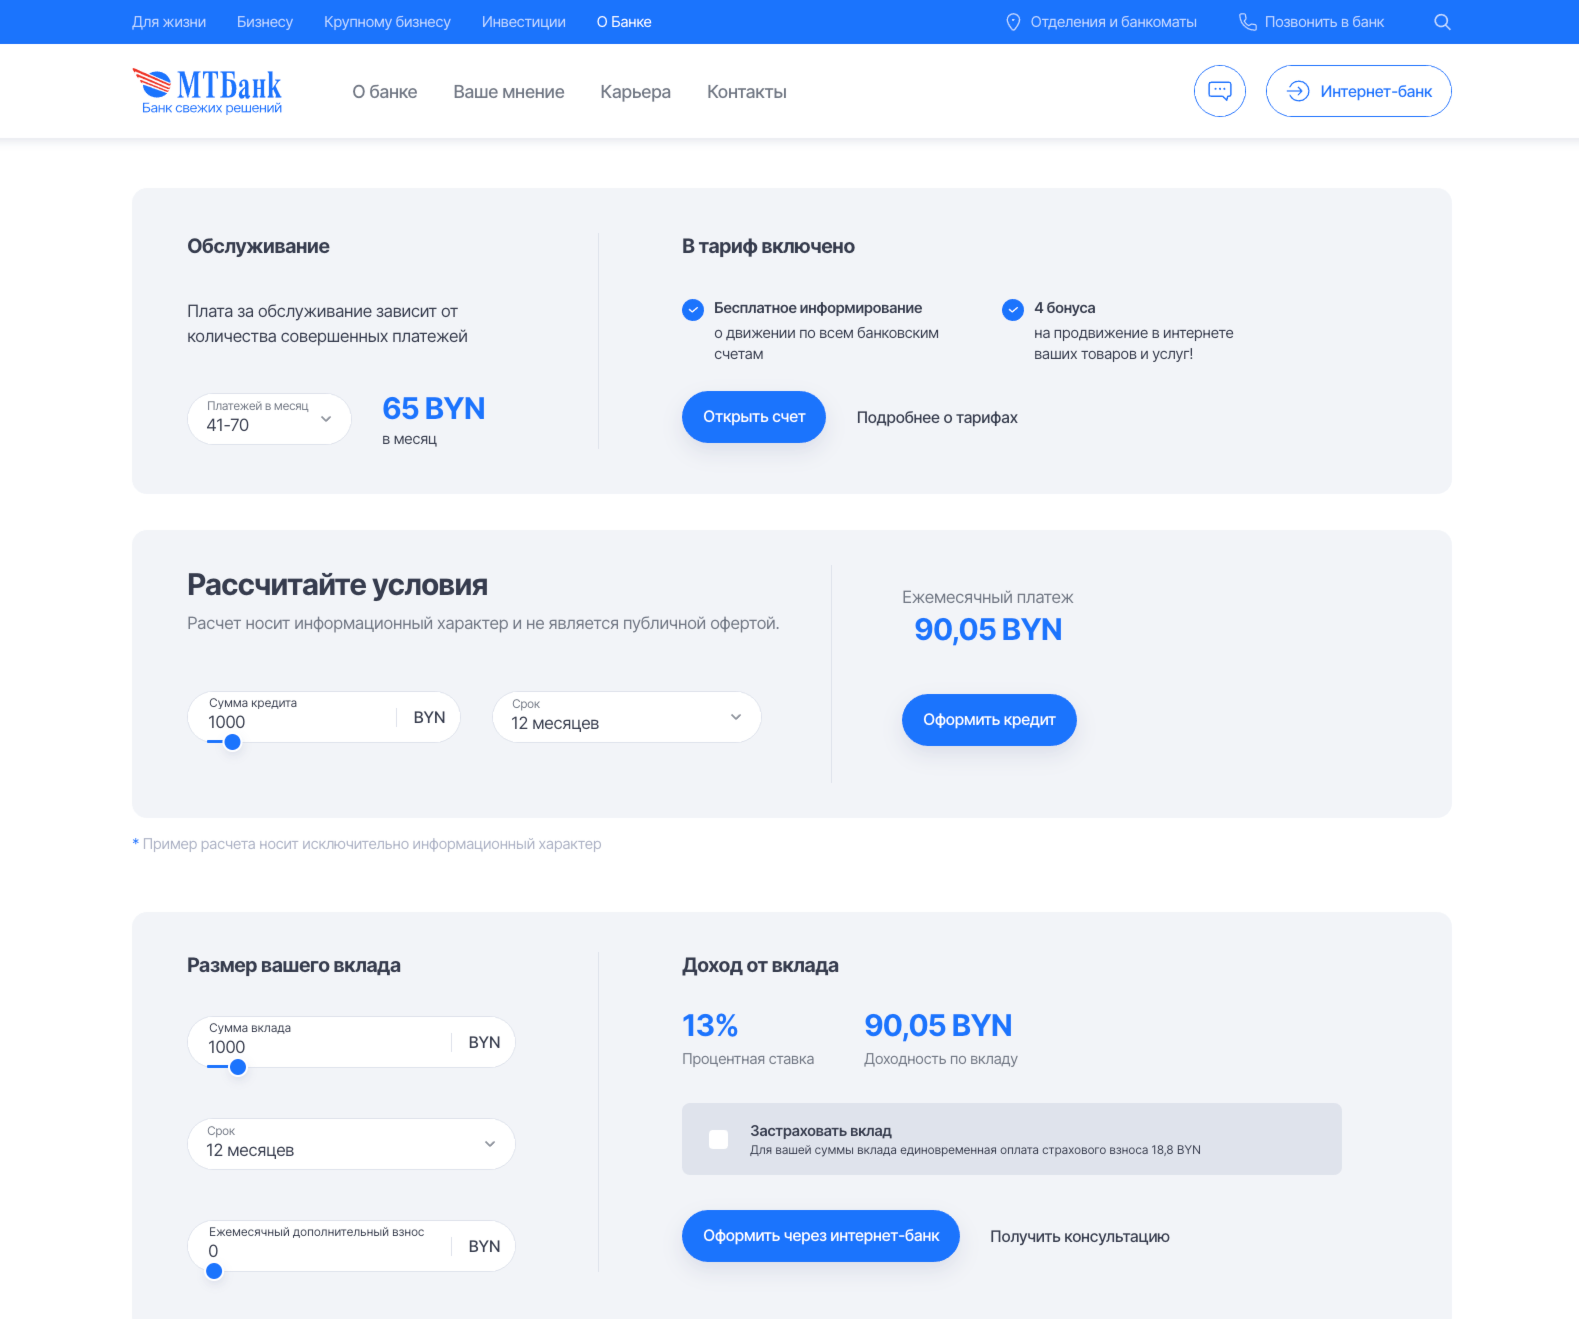 Для жизни Бизнесу Крупному бизнесу Инвестиции О Банке Отделения и банкоматы Позвонить в банк
МТБанк
Банк свежих решений
О банке Ваше мнение Карьера Контакты Интернет-банк
Обслуживание
Плата за обслуживание зависит от
количества совершенных платежей
Платежей в месяц
41-70
65 BYN
в месяц
В тариф включено
Бесплатное информирование
о движении по всем банковским
счетам
4 бонуса
на продвижение в интернете
ваших товаров и услуг!
Открыть счет Подробнее о тарифах
Рассчитайте условия
Расчет носит информационный характер и не является публичной офертой.
Сумма кредита
1000 BYN
Срок
12 месяцев
Ежемесячный платеж
90,05 BYN
Оформить кредит
* Пример расчета носит исключительно информационный характер
Размер вашего вклада
Сумма вклада
1000 BYN
Срок
12 месяцев
Ежемесячный дополнительный взнос
0 BYN
Доход от вклада
13%
Процентная ставка
90,05 BYN
Доходность по вкладу
Застраховать вклад
Для вашей суммы вклада единовременная оплата страхового взноса 18,8 BYN
Оформить через интернет-банк Получить консультацию